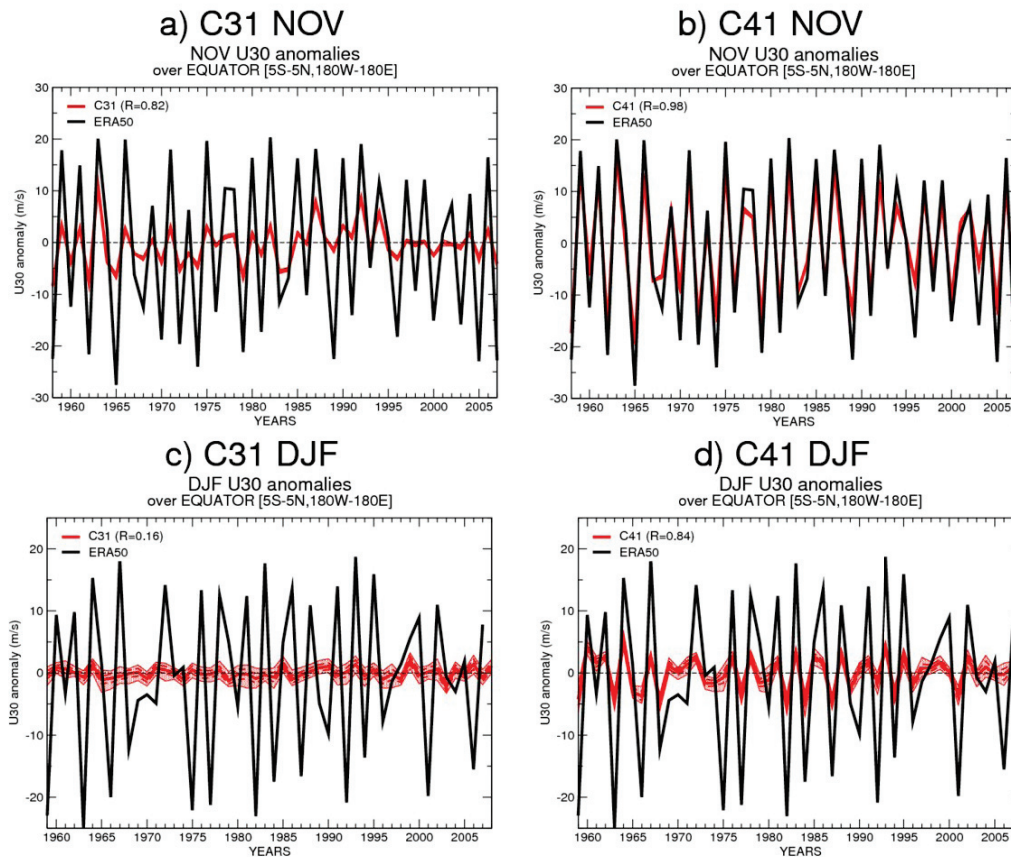 a) C31 NOV
NOV U30 anomalies
over EQUATOR [5S-5N,180W-180E]
C31 (R=0.82)
ERA50
30
20
10
0
-10
-20
-30
U30 anomaly (m/s)
1960 1965 1970 1975 1980 1985 1990 1995 2000 2005
YEARS
b) C41 NOV
NOV U30 anomalies
over EQUATOR [5S-5N,180W-180E]
C41 (R=0.98)
ERA50
30
20
10
0
-10
-20
-30
U30 anomaly (m/s)
1960 1965 1970 1975 1980 1985 1990 1995 2000 2005
YEARS
c) C31 DJF
DJF U30 anomalies
over EQUATOR [5S-5N,180W-180E]
C31 (R=0.16)
ERA50
20
10
0
-10
-20
U30 anomaly (m/s)
1960 1965 1970 1975 1980 1985 1990 1995 2000 2005
YEARS
d) C41 DJF
DJF U30 anomalies
over EQUATOR [5S-5N,180W-180E]
C41 (R=0.84)
ERA50
20
10
0
-10
-20
U30 anomaly (m/s)
1960 1965 1970 1975 1980 1985 1990 1995 2000 2005
YEARS